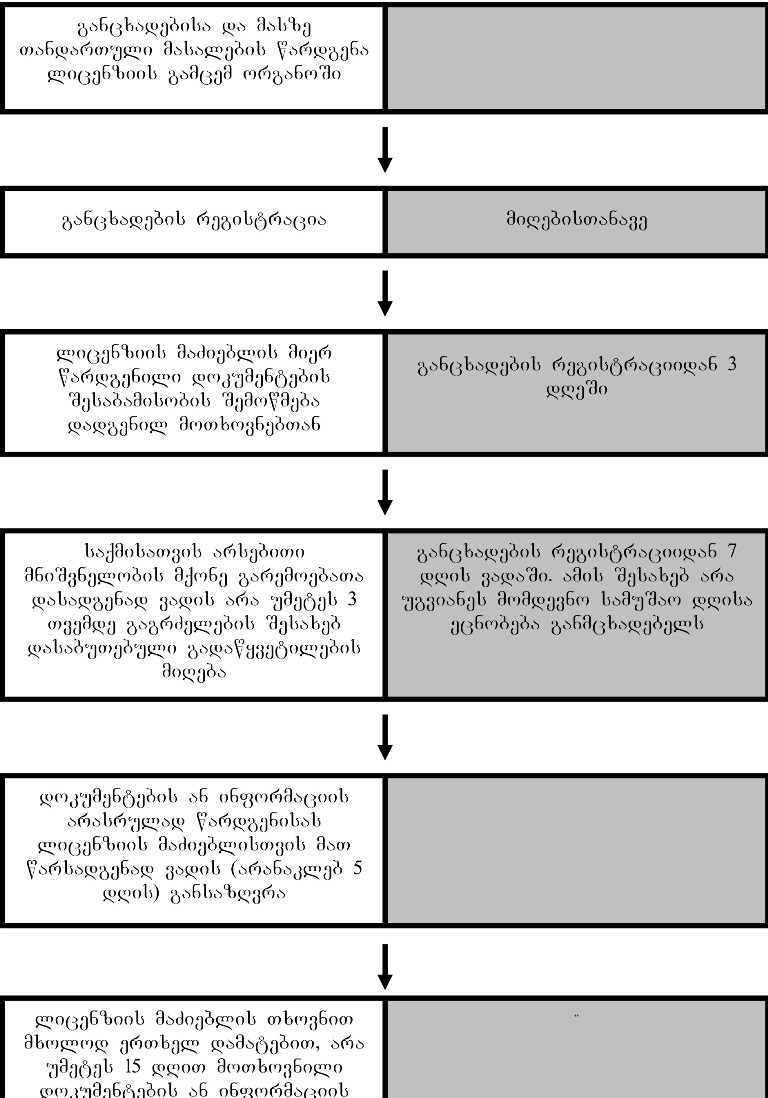 განცხადებისა და მასზე
თანდართული მასალების წარდგენა
ლიცენზიის გამცემ ორგანოში
განცხადების რეგისტრაცია
მიღებისთანავე
ლიცენზიის მაძიებლის მიერ
წარდგენილი დოკუმენტების
შესაბამისობის შემოწმება
დადგენილ მოთხოვნებთან
განცხადების რეგისტრაციიდან 3
დღეში
საქმისათვის არსებითი
მნიშვნელობის მქონე გარემოებათა
დასადგენად ვადის არა უმეტეს 3
თვემდე გაგრძელების შესახებ
დასაბუთებული გადაწყვეტილების
მიღება
განცხადების რეგისტრაციიდან 7
დღის ვადაში. ამის შესახებ არა
უგვიანეს მომდევნო სამუშაო დღისა
ეცნობება განმცხადებელს
დოკუმენტების ან ინფორმაციის
არასრულად წარდგენისას
ლიცენზიის მაძიებლისთვის მათ
წარსადგენად ვადის (არანაკლებ 5
დღის) განსაზღვრა
ლიცენზიის მაძიებლის თხოვნით
მხოლოდ ერთხელ დამატებით, არა
უმეტეს 15 დღით მოთხოვნილი
დოკუმენტების ან ინფორმაციის